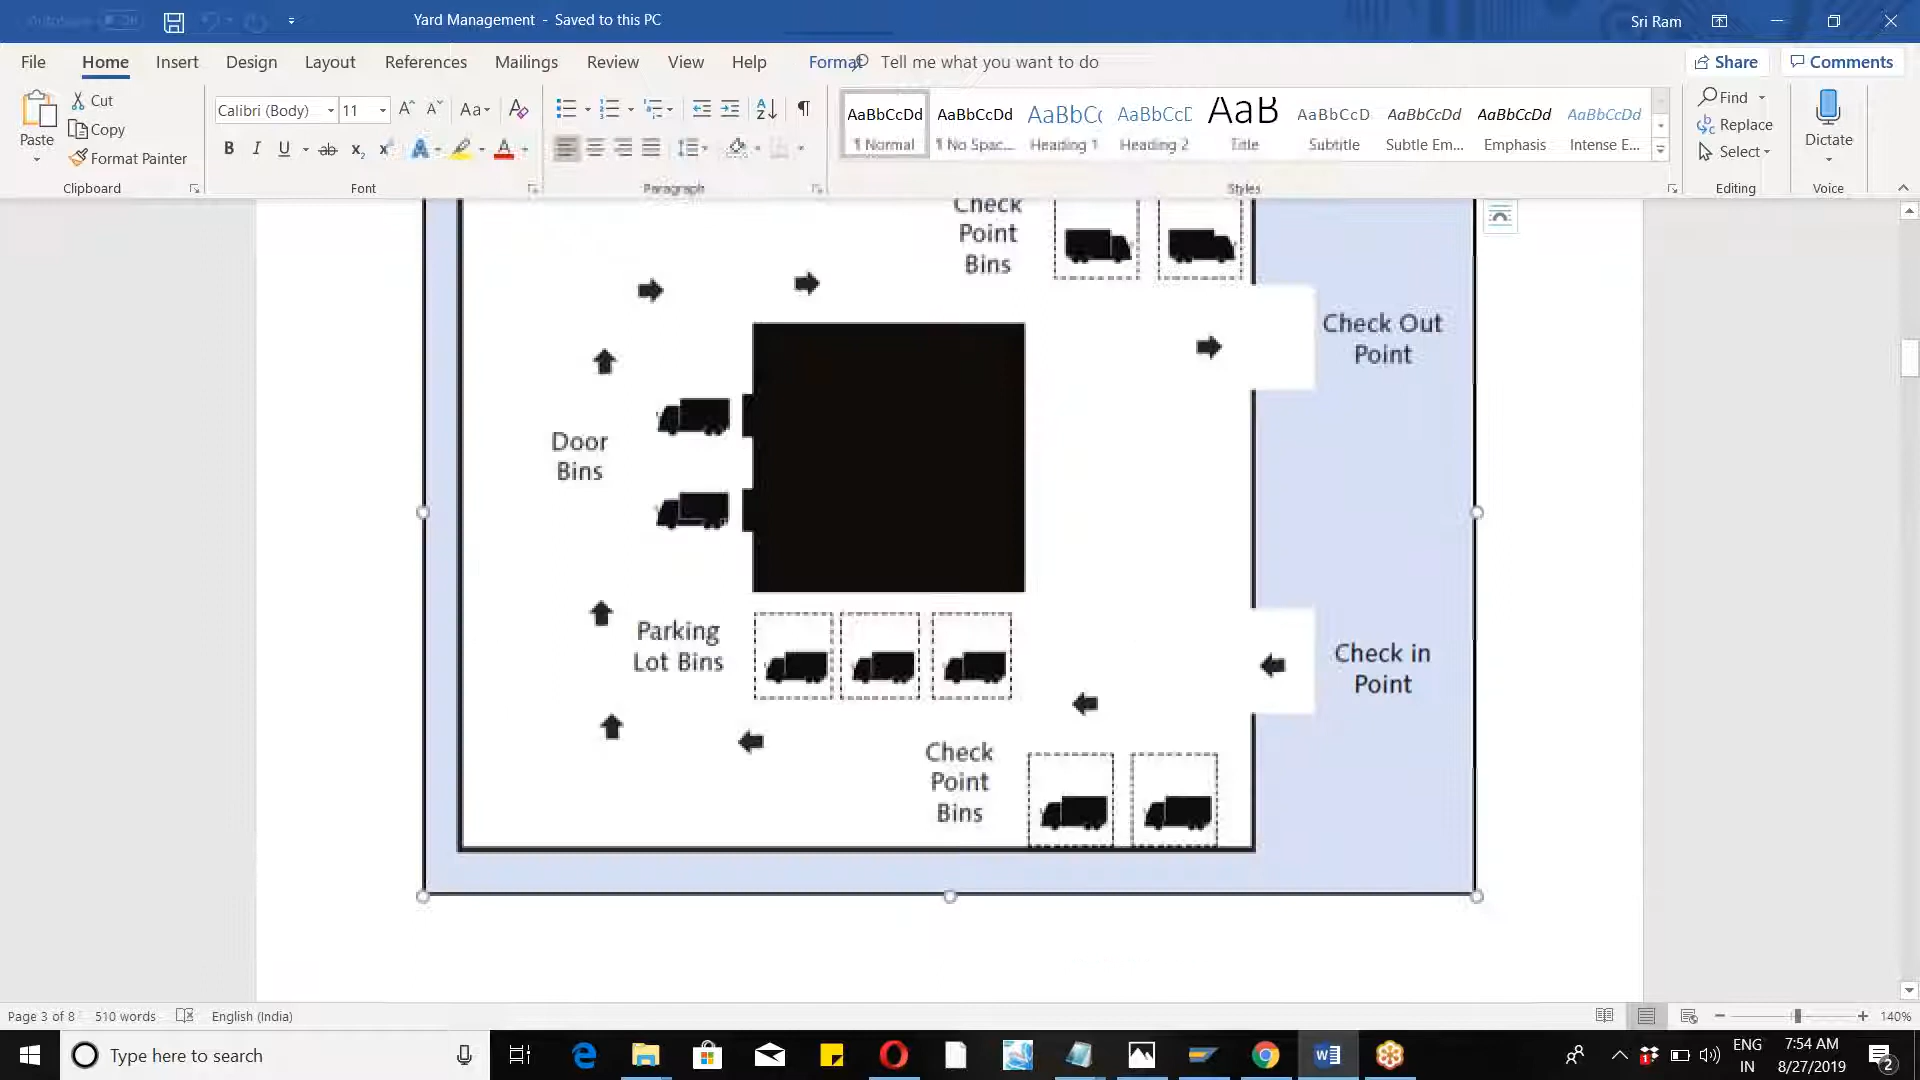 Yard Management - Saved to this PC
Sri Ram
File Home Insert Design Layout References Mailings Review View Help Format Tell me what you want to do
Share Comments
Paste
Cut
Copy
Format Painter
Clipboard
Calibri (Body) 11
Font
Paragraph
AaBbCcDd AaBbCcDd AaBbCc AaBbCcE AaB AaBbCcD AaBbCcDd AaBbCcDd AaBbCcDd
¶ Normal ¶ No Spac... Heading 1 Heading 2 Title Subtitle Subtle Em... Emphasis Intense E...
Styles
Find
Replace
Select
Editing
Dictate
Voice
Check
Point
Bins
Check Out
Point
Door
Bins
Parking
Lot Bins
Check in
Point
Check
Point
Bins
Page 3 of 8 510 words English (India)
140%
Type here to search
ENG
IN
7:54 AM
8/27/2019
2